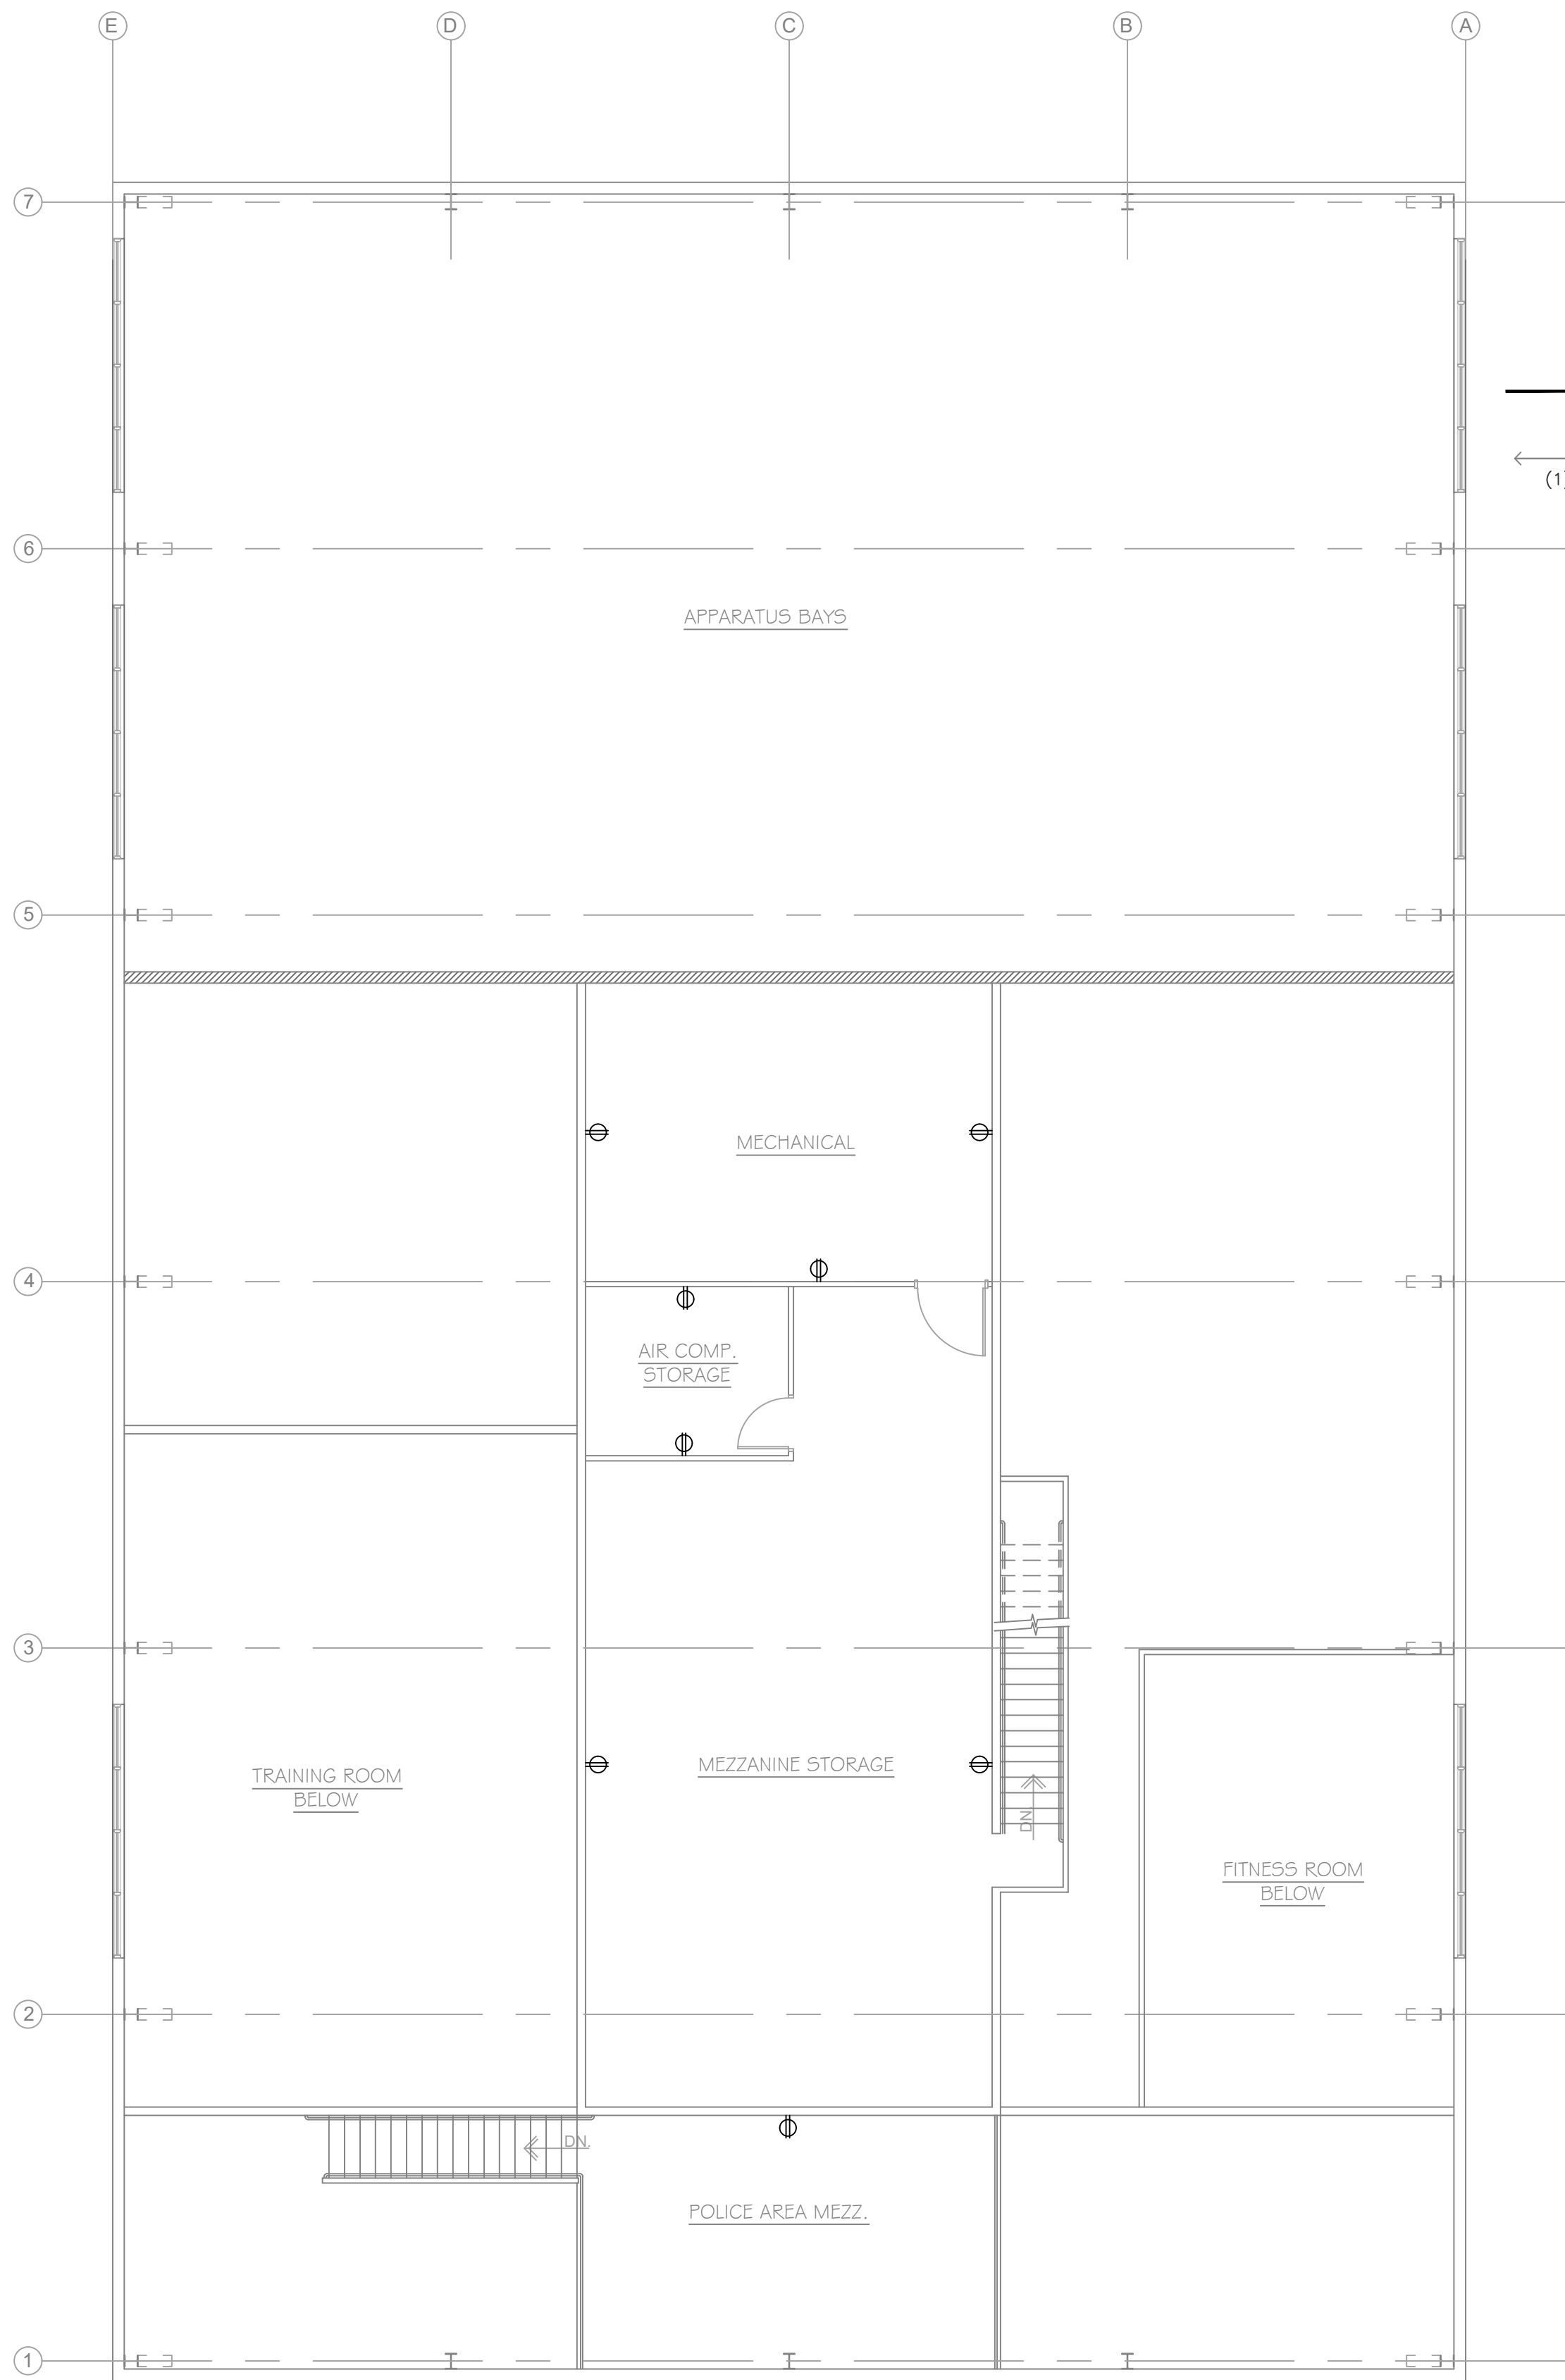 E D C B A
7
(1)
6
APPARATUS BAYS
5
MECHANICAL
4
AIR COMP.
STORAGE
3
MEZZANINE STORAGE
TRAINING ROOM
BELOW
DN.
FITNESS ROOM
BELOW
2
DN.
POLICE AREA MEZZ.
1